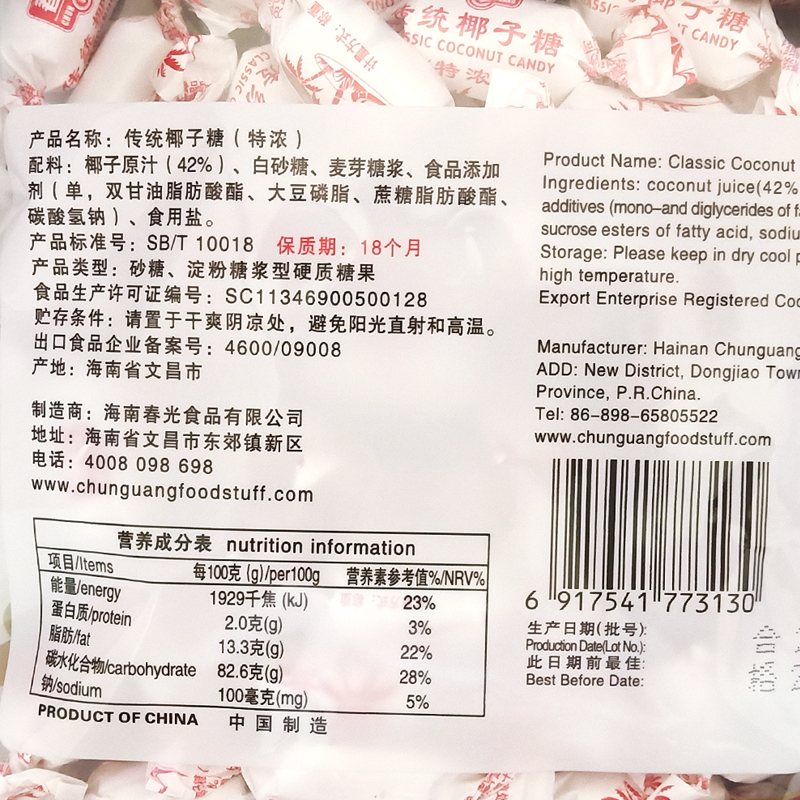 传统椰子糖
CLASSIC COCONUT CANDY
特浓
计量方式：称重
子糖
UT CANDY
产品名称：传统椰子糖（特浓）
配料：椰子原汁（42%）、白砂糖、麦芽糖浆、食品添加
剂（单，双甘油脂肪酸酯、大豆磷脂、蔗糖脂肪酸酯、
碳酸氢钠）、食用盐。
产品标准号：SB/T 10018 保质期：18个月
产品类型：砂糖、淀粉糖浆型硬质糖果
食品生产许可证编号：SC11346900500128
贮存条件：请置于干爽阴凉处，避免阳光直射和高温。
出口食品企业备案号：4600/09008
产地：海南省文昌市
制造商：海南春光食品有限公司
地址：海南省文昌市东郊镇新区
电话：4008 098 698
www.chunguangfoodstuff.com
Product Name: Classic Coconut
Ingredients: coconut juice(42%
additives (mono–and diglycerides of f
sucrose esters of fatty acid, sodiu
Storage: Please keep in dry cool p
high temperature.
Export Enterprise Registered Co
Manufacturer: Hainan Chunguang
ADD: New District, Dongjiao Tow
Province, P.R.China.
Tel: 86–898–65805522
www.chunguangfoodstuff.com
营养成分表 nutrition information
项目/Items 每100克 (g)/per100g 营养素参考值%/NRV%
能量/energy 1929千焦 (kJ) 23%
蛋白质/protein 2.0克(g) 3%
脂肪/fat 13.3克(g) 22%
碳水化合物/carbohydrate 82.6克(g) 28%
钠/sodium 100毫克(mg) 5%
PRODUCT OF CHINA 中国制造
6 917541 773130
生产日期(批号):
Production Date(Lot No.):
此日期前最佳:
Best Before Date:
合
格